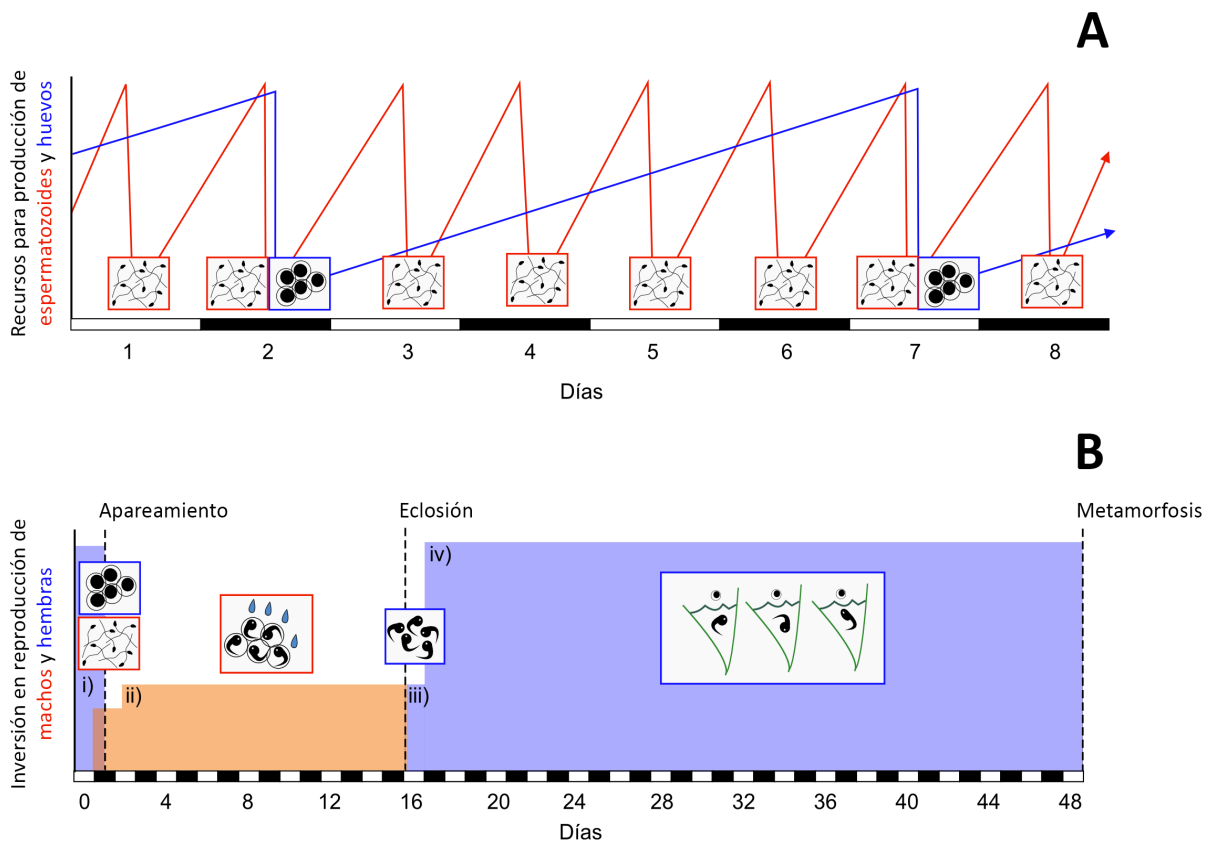 A
Recursos para producción de
espermatozoides y huevos
1 2 3 4 5 6 7 8
Días
B
Inversión en reproducción de
machos y hembras
Apareamiento Eclosión Metamorfosis
i) ii) iii) iv)
0 4 8 12 16 20 24 28 32 36 40 44 48
Días